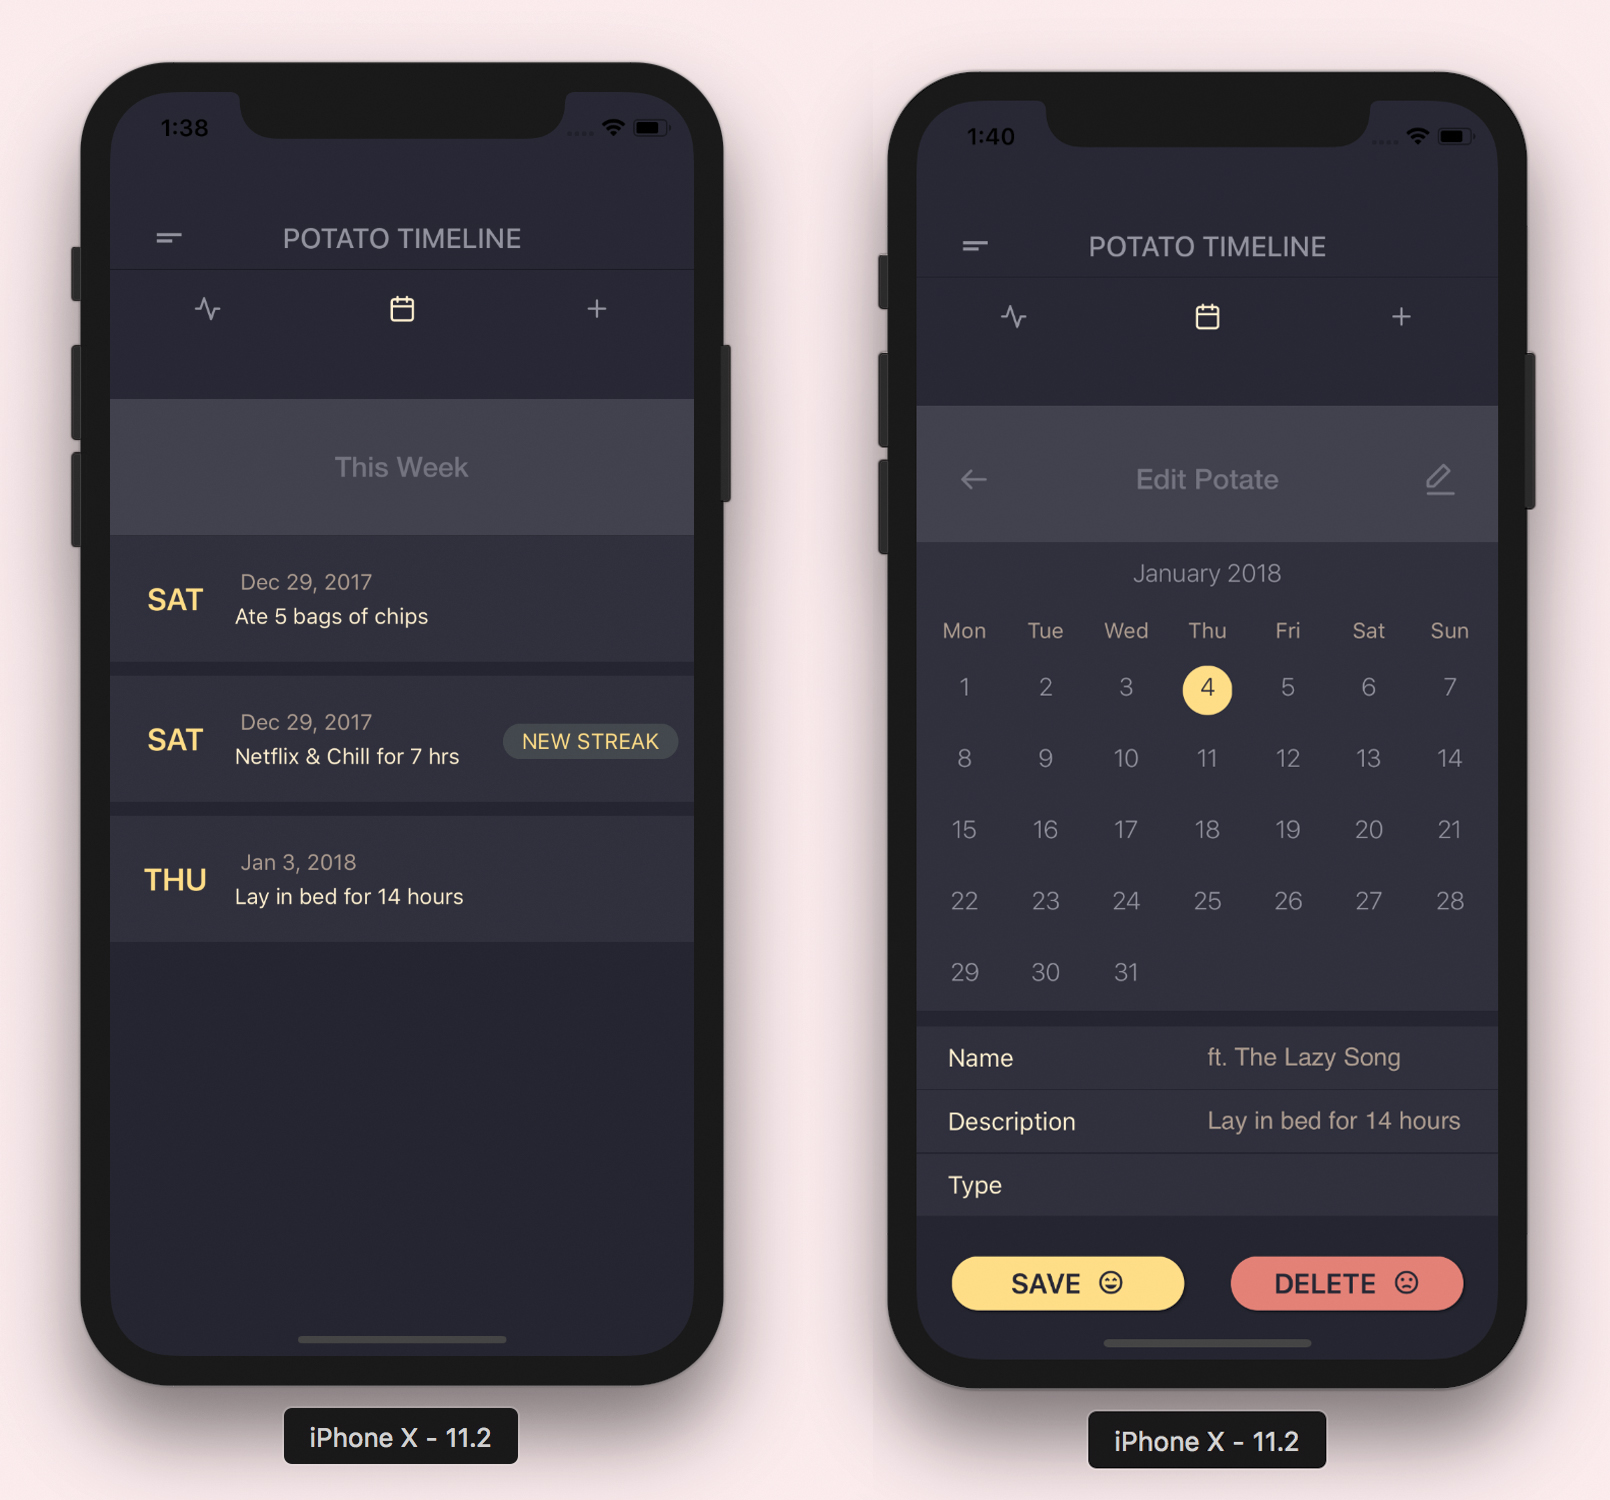 1:38
POTATO TIMELINE
This Week
SAT
Dec 29, 2017
Ate 5 bags of chips
SAT
Dec 29, 2017
Netflix & Chill for 7 hrs
NEW STREAK
THU
Jan 3, 2018
Lay in bed for 14 hours
iPhone X - 11.2
1:40
POTATO TIMELINE
Edit Potate
January 2018
Mon Tue Wed Thu Fri Sat Sun
1 2 3 4 5 6 7
8 9 10 11 12 13 14
15 16 17 18 19 20 21
22 23 24 25 26 27 28
29 30 31
Name ft. The Lazy Song
Description Lay in bed for 14 hours
Type
SAVE DELETE
iPhone X - 11.2